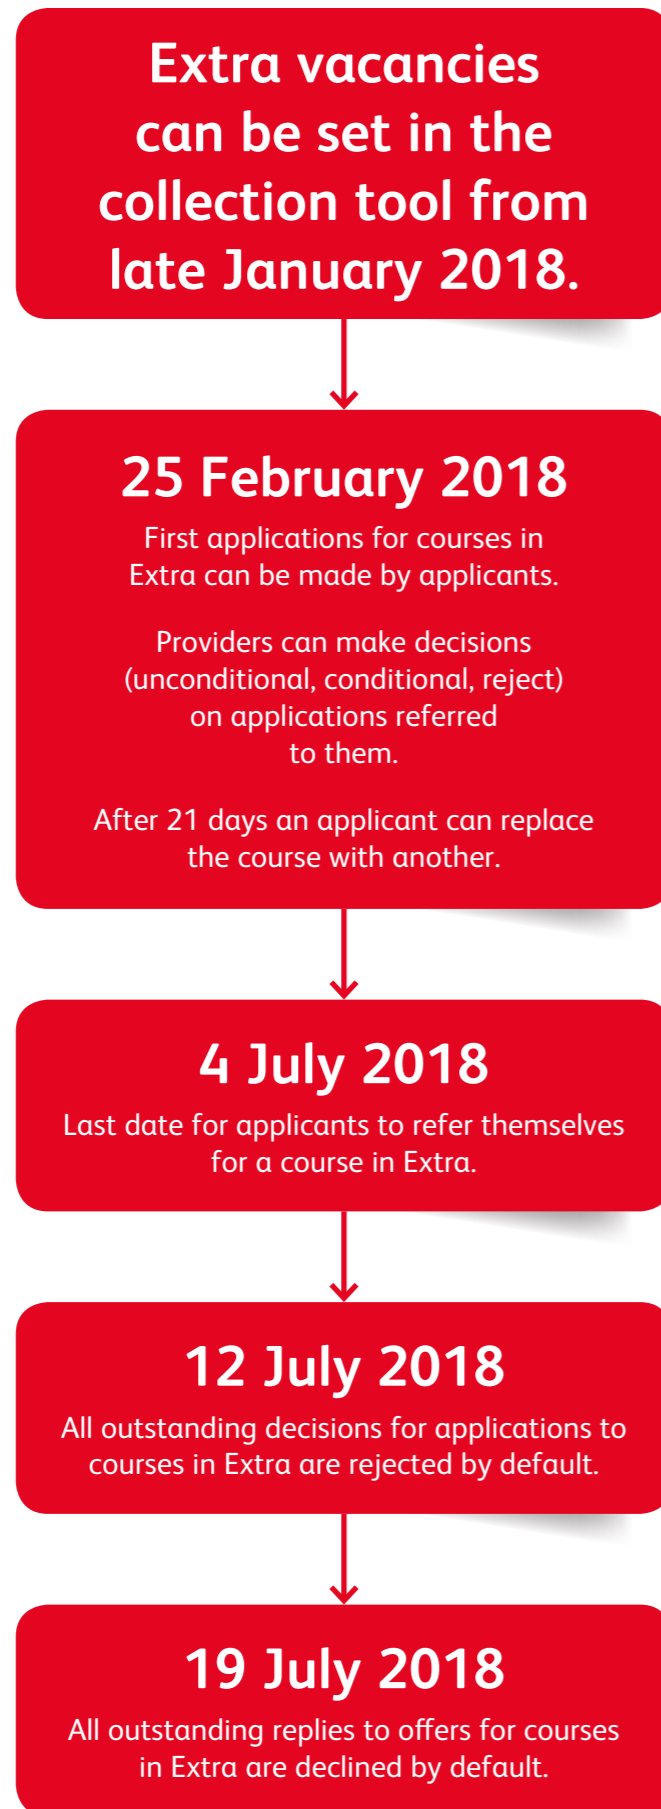 Extra vacancies
can be set in the
collection tool from
late January 2018.
25 February 2018
First applications for courses in
Extra can be made by applicants.
Providers can make decisions
(unconditional, conditional, reject)
on applications referred
to them.
After 21 days an applicant can replace
the course with another.
4 July 2018
Last date for applicants to refer themselves
for a course in Extra.
12 July 2018
All outstanding decisions for applications to
courses in Extra are rejected by default.
19 July 2018
All outstanding replies to offers for courses
in Extra are declined by default.